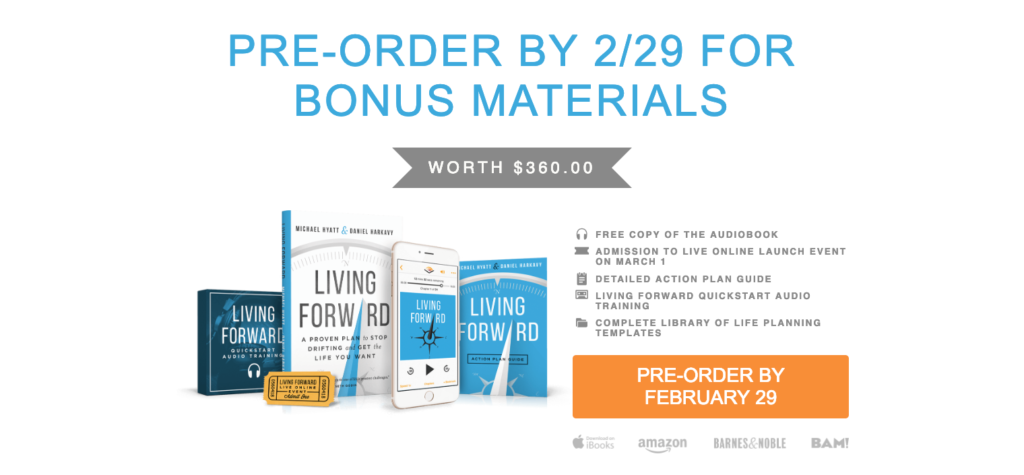 PRE-ORDER BY 2/29 FOR
BONUS MATERIALS
WORTH $360.00
MICHAEL HYATT & DANIEL HARKAVY
LIVING
FORWARD
A PROVEN PLAN to STOP
DRIFTING and GET the
LIFE YOU WANT
LIVING
FORWARD
QUICKSTART
AUDIO TRAINING
LIVING FORWARD
LIVE ONLINE
EVENT
Admit One
LIVING
FORWARD
HYATT & DANIEL HARKAVY
LIVING
FORWARD
ACTION PLAN GUIDE
FREE COPY OF THE AUDIOBOOK
ADMISSION TO LIVE ONLINE LAUNCH EVENT
ON MARCH 1
DETAILED ACTION PLAN GUIDE
LIVING FORWARD QUICKSTART AUDIO
TRAINING
COMPLETE LIBRARY OF LIFE PLANNING
TEMPLATES
PRE-ORDER BY
FEBRUARY 29
Download on
iBooks
amazon
BARNES&NOBLE
BAM!